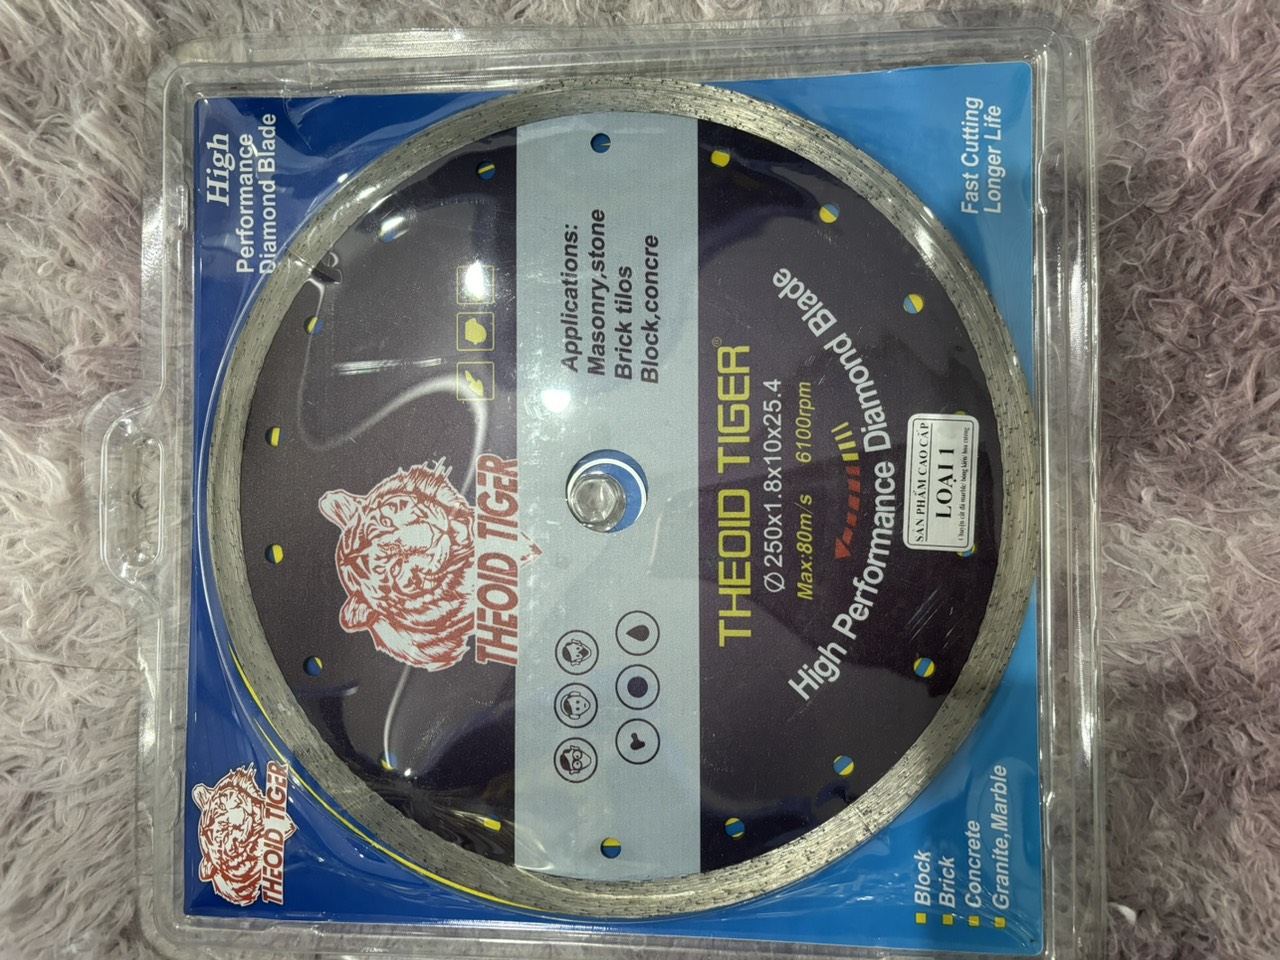 High
Performance
Diamond Blade
Fast Cutting
Longer Life
THEOID TIGER
Applications:
Masonry,stone
Brick tilos
Block,concre
THEOID TIGER®
Ø 250x1.8x10x25.4
Max:80m/s 6100rpm
High Performance Diamond Blade
SẢN PHẨM CAO CẤP
LOẠI 1
THEOID TIGER
Block
Brick
Concrete
Granite,Marble